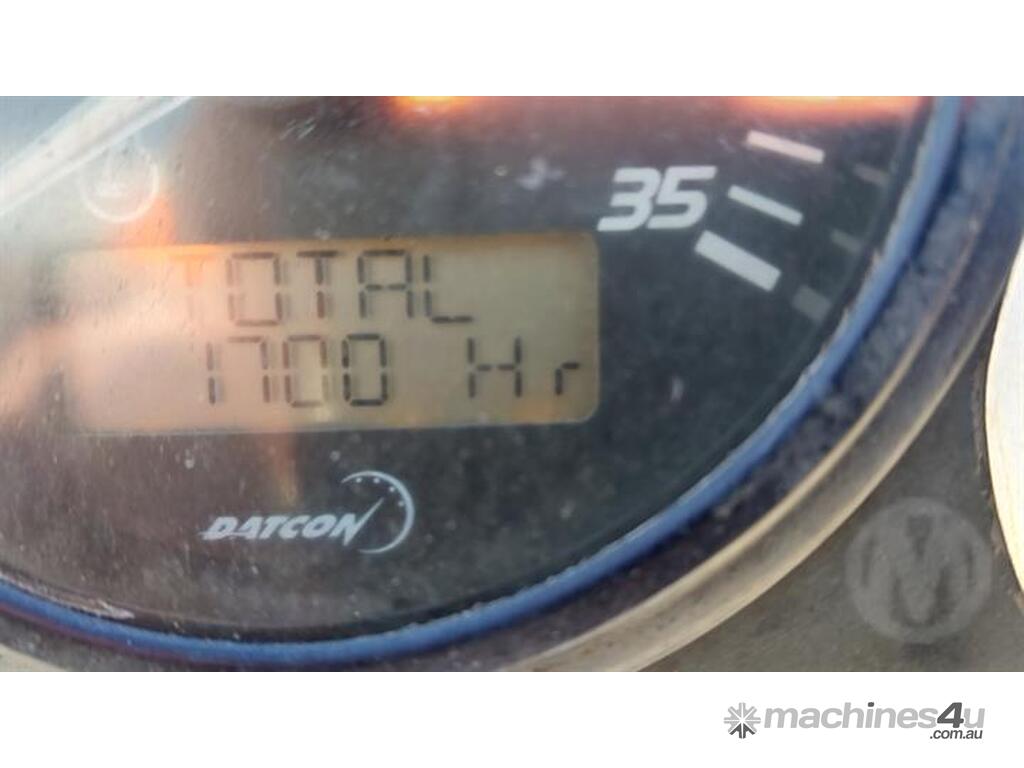 35
TOTAL
1700 Hr
DATCON
M
machines4u
.com.au